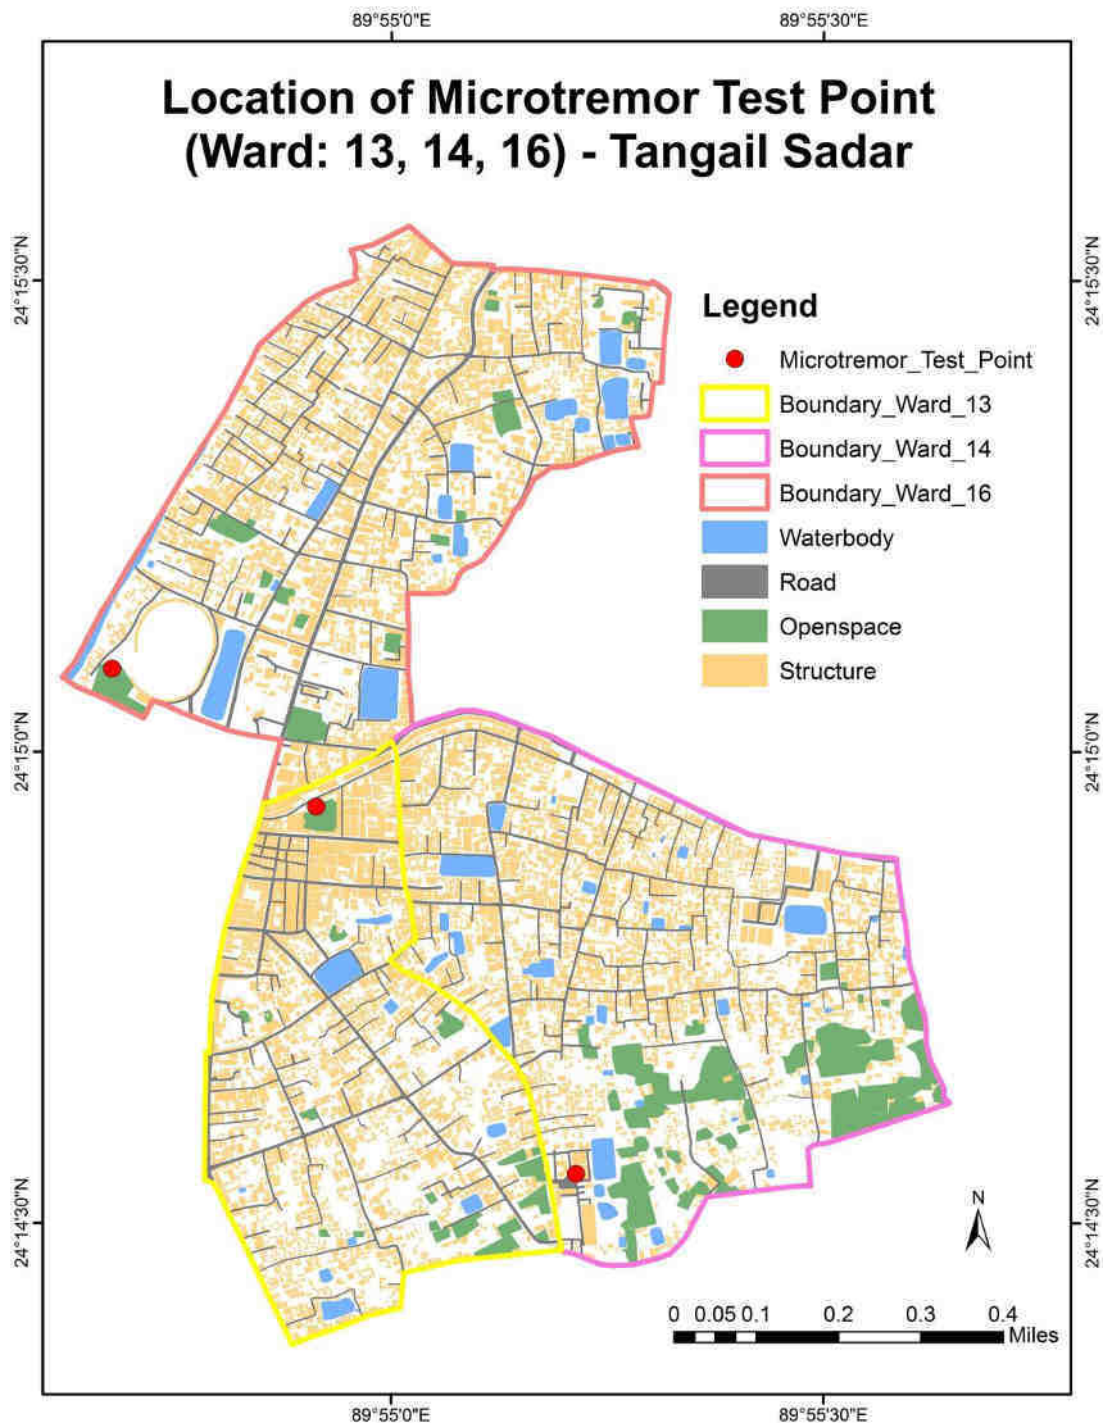 89°55'0"E 89°55'30"E
Location of Microtremor Test Point
(Ward: 13, 14, 16) - Tangail Sadar
24°15'30"N 24°15'30"N
Legend
Microtremor_Test_Point
Boundary_Ward_13
Boundary_Ward_14
Boundary_Ward_16
Waterbody
Road
Openspace
Structure
24°15'0"N 24°15'0"N
24°14'30"N 24°14'30"N
N
0 0.05 0.1 0.2 0.3 0.4
Miles
89°55'0"E 89°55'30"E